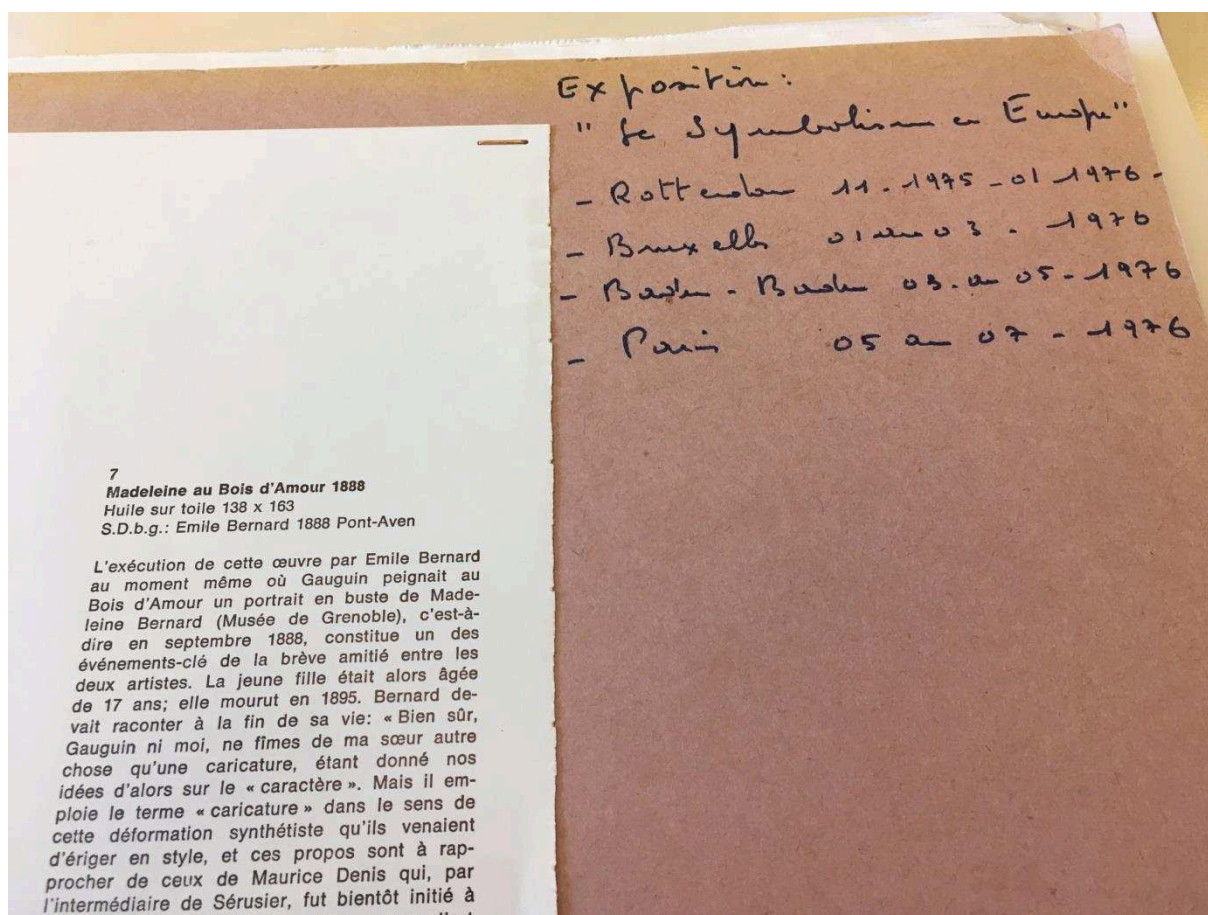 Exposition :
"Le Symbolisme en Europe"
- Rotterdam 11.-1975-01 1976-
- Bruxelles 01 au 03. - 1976
- Baden-Baden 03. au 05-1976
- Paris 05 au 07 - 1976
7
Madeleine au Bois d'Amour 1888
Huile sur toile 138 x 163
S.D.b.g.: Emile Bernard 1888 Pont-Aven
L'exécution de cette œuvre par Emile Bernard
au moment même où Gauguin peignait au
Bois d'Amour un portrait en buste de Made-
leine Bernard (Musée de Grenoble), c'est-à-
dire en septembre 1888, constitue un des
événements-clé de la brève amitié entre les
deux artistes. La jeune fille était alors âgée
de 17 ans; elle mourut en 1895. Bernard de-
vait raconter à la fin de sa vie: « Bien sûr,
Gauguin ni moi, ne fîmes de ma sœur autre
chose qu'une caricature, étant donné nos
idées d'alors sur le « caractère ». Mais il em-
ploie le terme « caricature » dans le sens de
cette déformation synthétiste qu'ils venaient
d'ériger en style, et ces propos sont à rap-
procher de ceux de Maurice Denis qui, par
l'intermédiaire de Sérusier, fut bientôt initié à